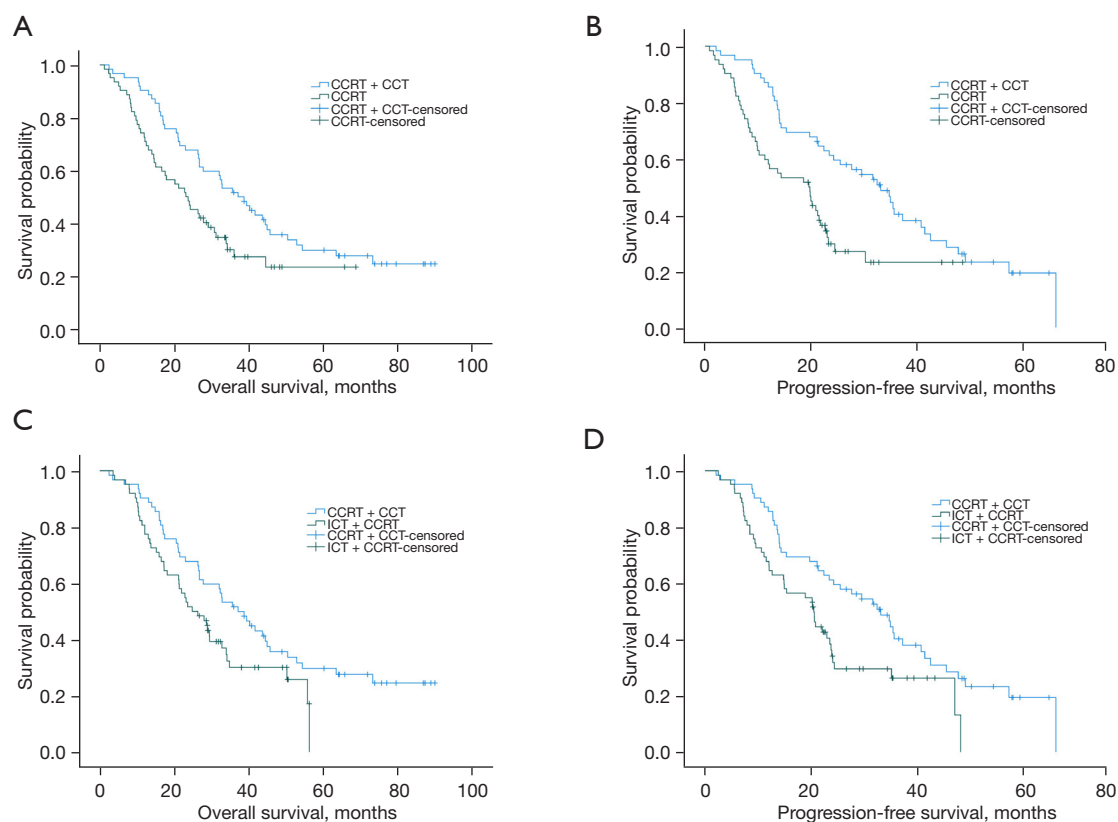 A
Survival probability
1.0
0.8
0.6
0.4
0.2
0.0
CCRT + CCT
CCRT
CCRT + CCT-censored
CCRT-censored
0 20 40 60 80 100
Overall survival, months
B
Survival probability
1.0
0.8
0.6
0.4
0.2
0.0
CCRT + CCT
CCRT
CCRT + CCT-censored
CCRT-censored
0 20 40 60 80
Progression-free survival, months
C
Survival probability
1.0
0.8
0.6
0.4
0.2
0.0
CCRT + CCT
ICT + CCRT
CCRT + CCT-censored
ICT + CCRT-censored
0 20 40 60 80 100
Overall survival, months
D
Survival probability
1.0
0.8
0.6
0.4
0.2
0.0
CCRT + CCT
ICT + CCRT
CCRT + CCT-censored
ICT + CCRT-censored
0 20 40 60 80
Progression-free survival, months